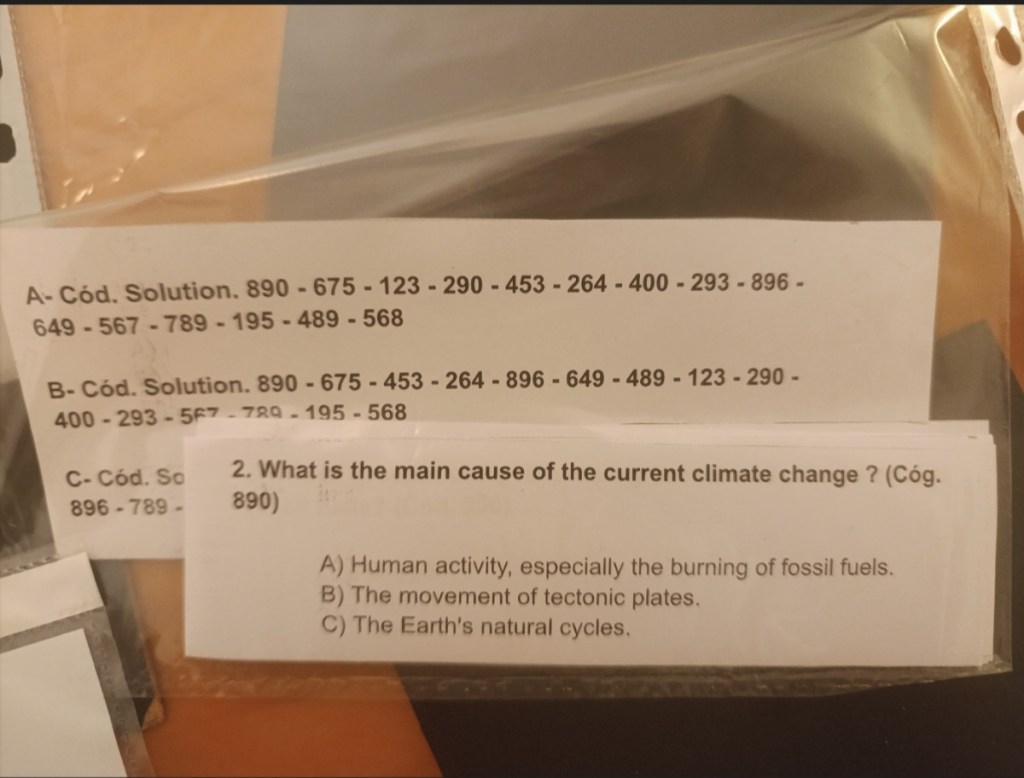 A- Cód. Solution. 890 - 675 - 123 - 290 - 453 - 264 - 400 - 293 - 896 -
649 - 567 - 789 - 195 - 489 - 568
B- Cód. Solution. 890 - 675 - 453 - 264 - 896 - 649 - 489 - 123 - 290 -
400 - 293 - 567 - 789 - 195 - 568
C- Cód. So
896 - 789 -
2. What is the main cause of the current climate change ? (Cóg.
890)
A) Human activity, especially the burning of fossil fuels.
B) The movement of tectonic plates.
C) The Earth's natural cycles.